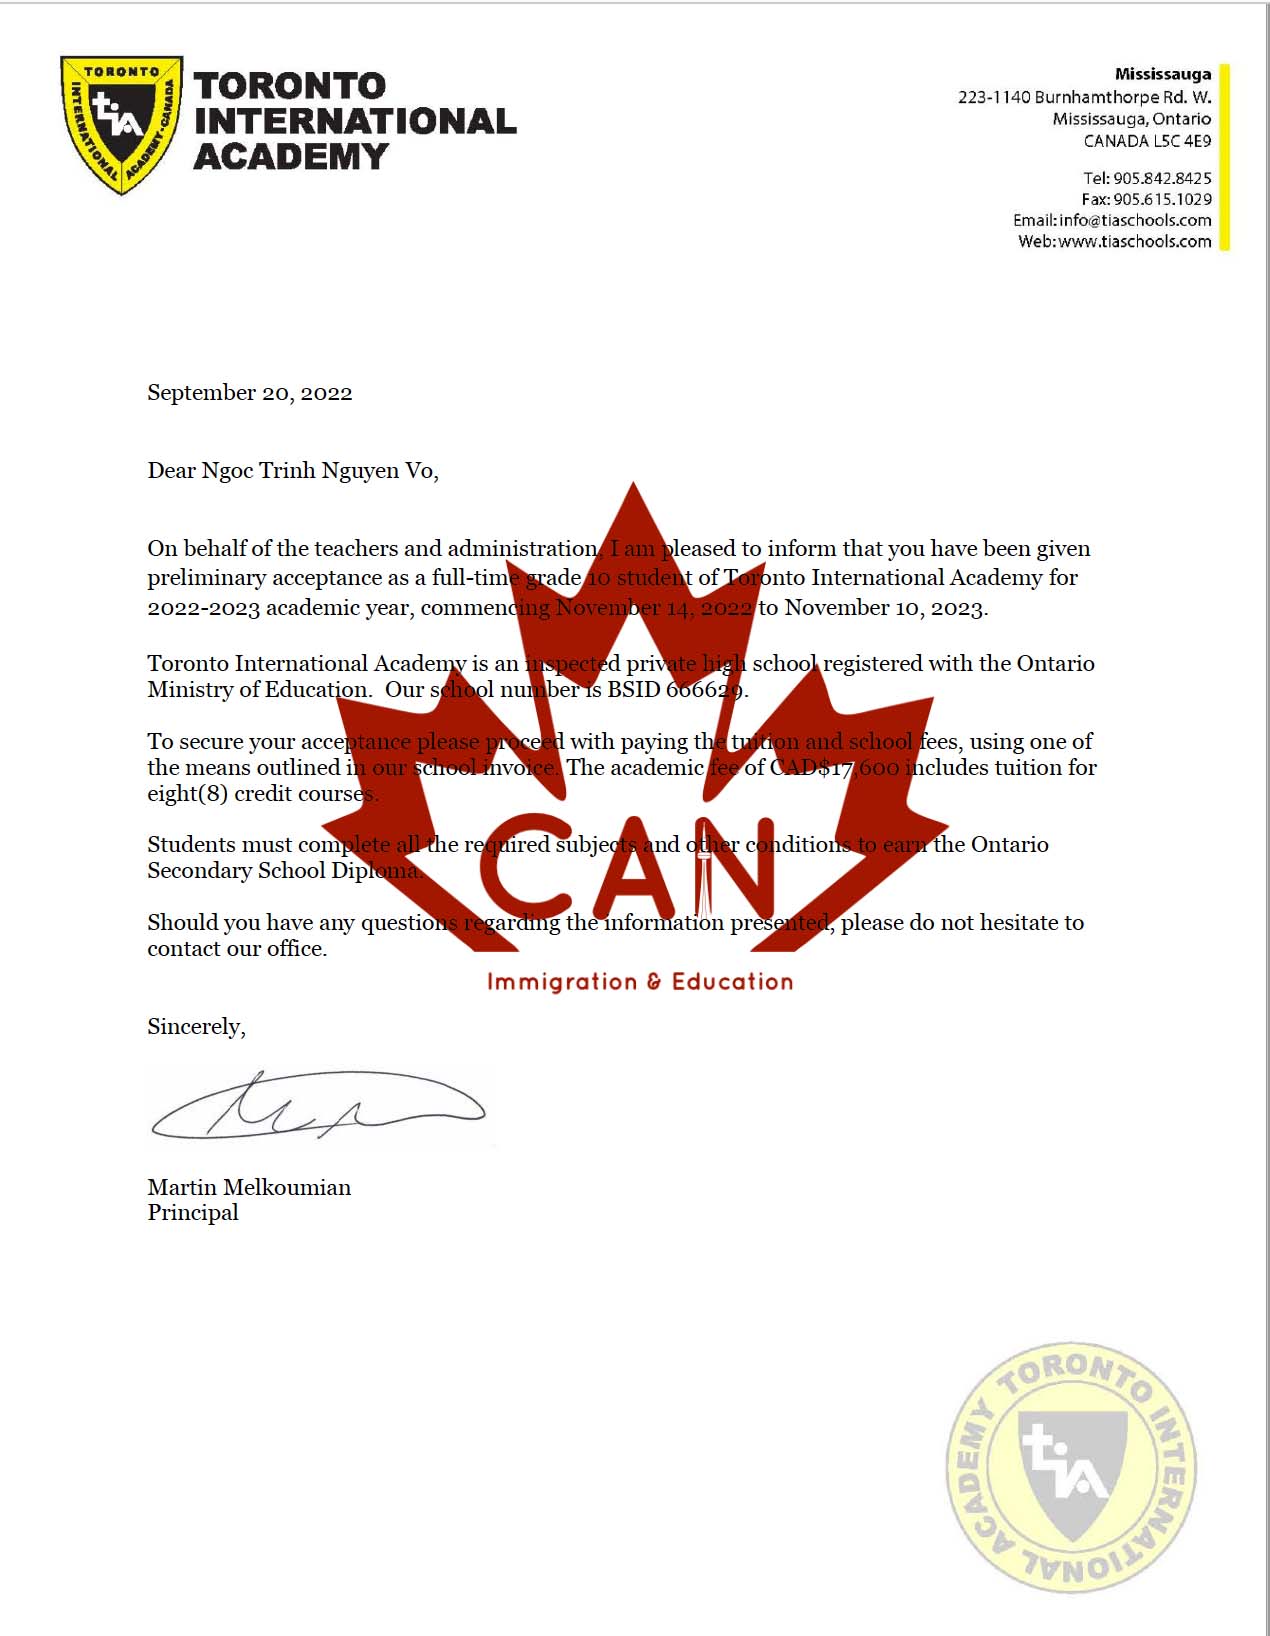 TORONTO
INTERNATIONAL
ACADEMY·CANADA
tiA
TORONTO
INTERNATIONAL
ACADEMY
Mississauga
223-1140 Burnhamthorpe Rd. W.
Mississauga, Ontario
CANADA L5C 4E9
Tel: 905.842.8425
Fax: 905.615.1029
Email: info@tiaschools.com
Web: www.tiaschools.com
September 20, 2022
Dear Ngoc Trinh Nguyen Vo,
On behalf of the teachers and administration, I am pleased to inform that you have been given
preliminary acceptance as a full-time grade 10 student of Toronto International Academy for
2022-2023 academic year, commencing November 14, 2022 to November 10, 2023.
Toronto International Academy is an inspected private high school registered with the Ontario
Ministry of Education.  Our school number is BSID 666629.
To secure your acceptance please proceed with paying the tuition and school fees, using one of
the means outlined in our school invoice. The academic fee of CAD$17,600 includes tuition for
eight(8) credit courses.
Students must complete all the required subjects and other conditions to earn the Ontario
Secondary School Diploma.
Should you have any questions regarding the information presented, please do not hesitate to
contact our office.
CAN
Immigration & Education
Sincerely,
Martin Melkoumian
Principal
TORONTO INTERNATIONAL ACADEMY
tiA